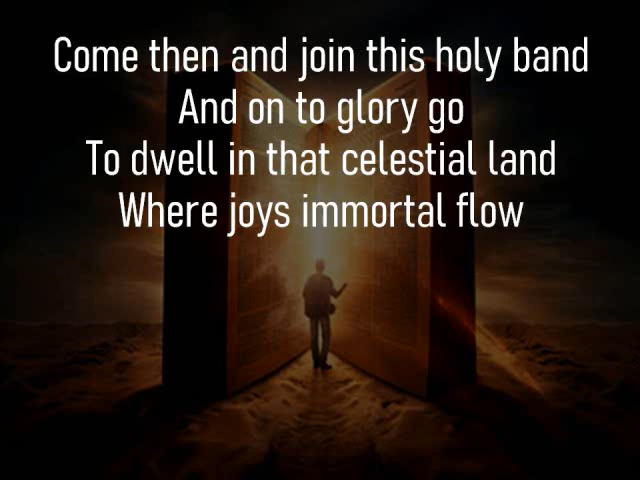 Come then and join this holy band
And on to glory go
To dwell in that celestial land
Where joys immortal flow